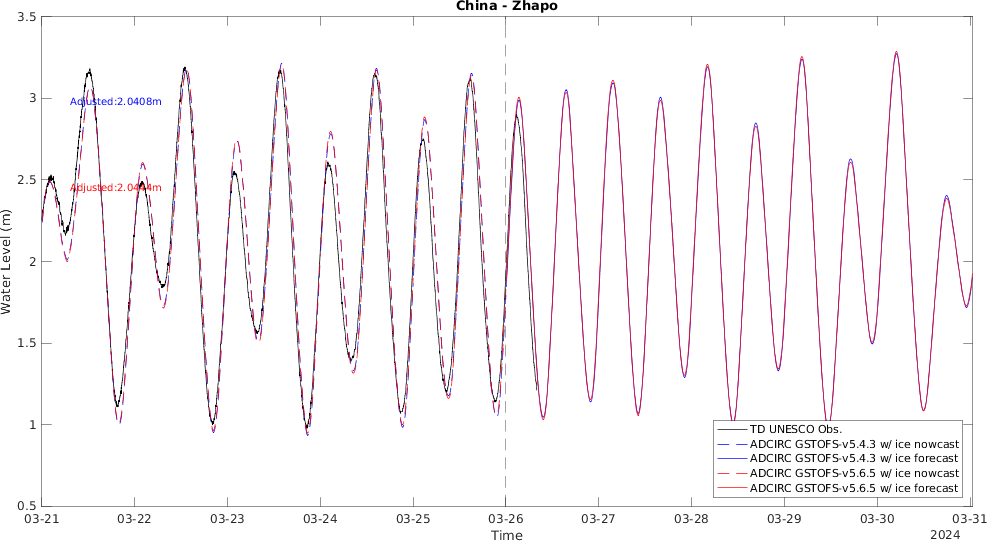 China - Zhapo
3.5
3
2.5
2
1.5
1
0.5
Water Level (m)
Adjusted:2.0408m
TD UNESCO Obs.
ADCIRC GSTOFS-v5.4.3 w/ ice nowcast
ADCIRC GSTOFS-v5.4.3 w/ ice forecast
ADCIRC GSTOFS-v5.6.5 w/ ice nowcast
ADCIRC GSTOFS-v5.6.5 w/ ice forecast
03-21
03-22
03-23
03-24
03-25
03-26
03-27
03-28
03-29
03-30
03-31
Time
2024